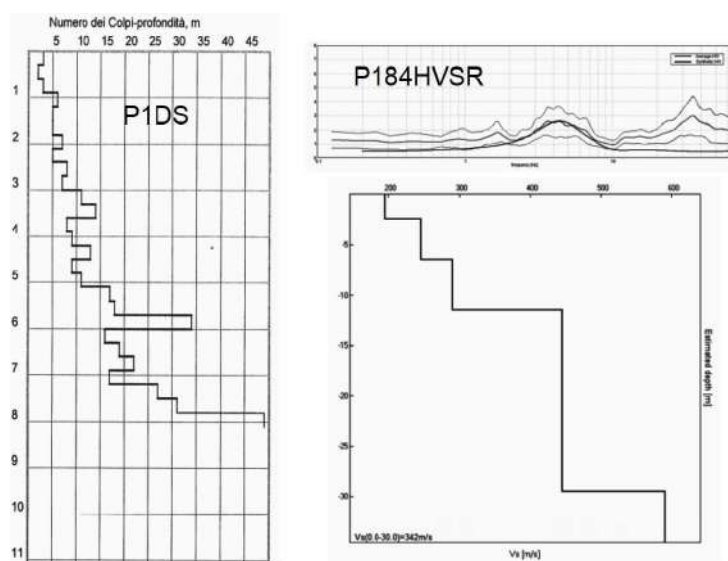 Numero dei Colpi-profondità, m
5 10 15 20 25 30 35 40 45 50
P1DS
1
2
3
4
5
6
7
8
9
10
11
P184HVSR
200 300 400 500 600
-5
-10
-15
-20
-25
-30
Estimated depth [m]
Vs(0.0-30.0)=342m/s
Vs [m/s]